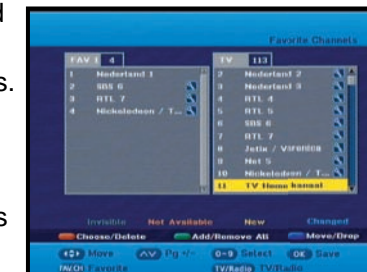 d
s.
s
Favorite Channels
FAV 1 4
1 Nederland 1
2 SBS 6
3 RTL 7
4 Nickelodeon / T...
TV 113
2 Nederland 2
3 Nederland 3
4 RTL 4
5 RTL 5
6 SBS 6
7 RTL 7
8 Jetix / Veronica
9 Net 5
10 Nickelodeon / T...
11 TV Home kanaal
Invisible Not Available New Changed
Choose/Delete Add/Remove All Move/Drop
Move Pg +/- 0~9 Select OK Save
FAV.CH Favorite TV/Radio TV/Radio